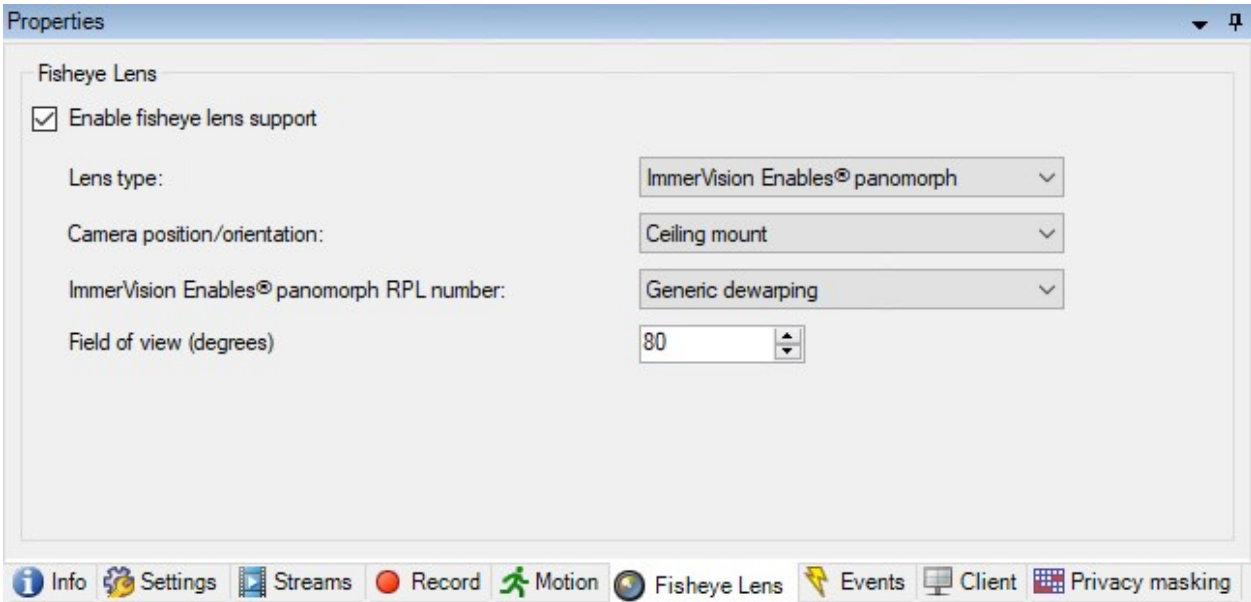 Properties
Fisheye Lens
Enable fisheye lens support
Lens type: ImmerVision Enables® panomorph
Camera position/orientation: Ceiling mount
ImmerVision Enables® panomorph RPL number: Generic dewarping
Field of view (degrees) 80
Info Settings Streams Record Motion Fisheye Lens Events Client Privacy masking